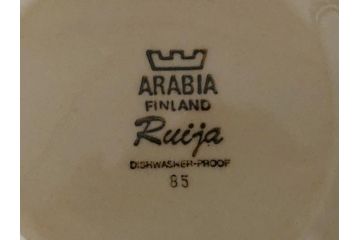 ARABIA
FINLAND
Ruija
DISHWASHER-PROOF
85